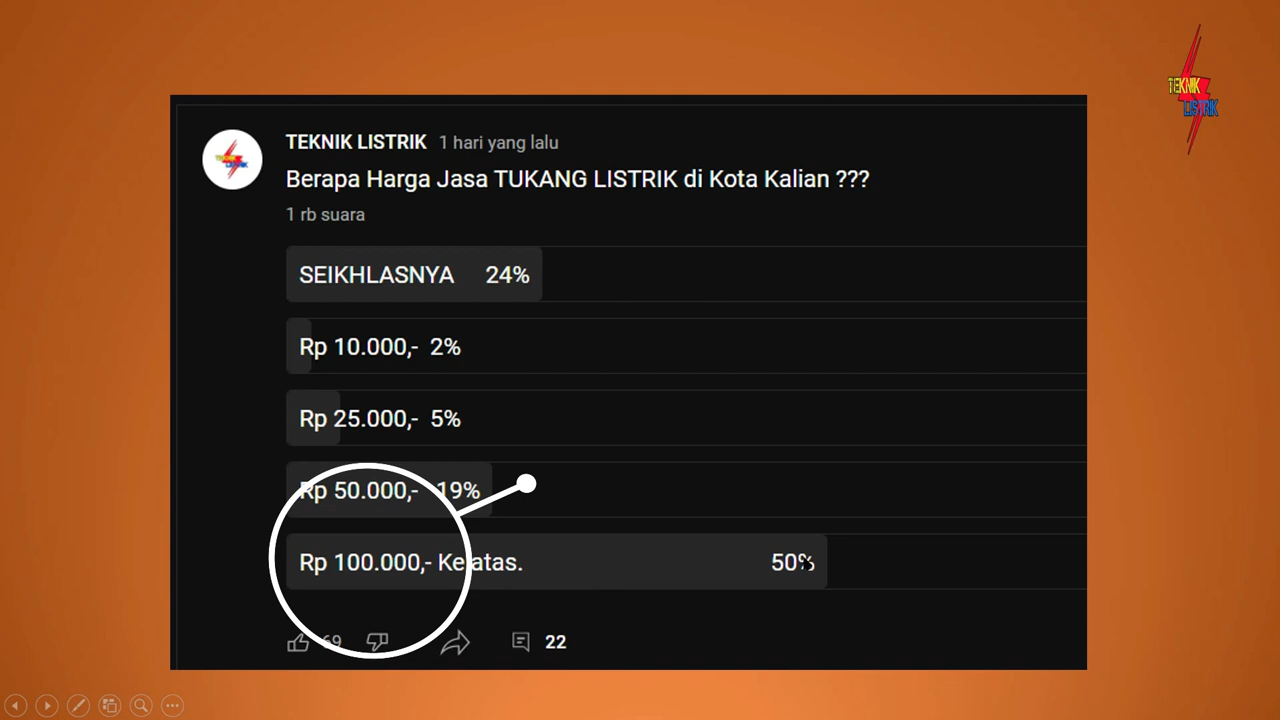 TEKNIK
LISTRIK
TEKNIK LISTRIK 1 hari yang lalu
Berapa Harga Jasa TUKANG LISTRIK di Kota Kalian ???
1 rb suara
SEIKHLASNYA 24%
Rp 10.000,- 2%
Rp 25.000,- 5%
Rp 50.000,- 19%
Rp 100.000,- Keatas. 50%
69 22